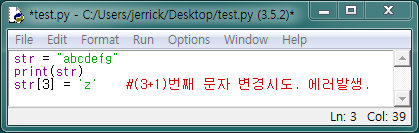 *test.py - C:/Users/jerrick/Desktop/test.py (3.5.2)*
File Edit Format Run Options Window Help
str = "abcdefg"
print(str)
str[3] = 'z' #(3+1)번째 문자 변경시도. 에러발생.
Ln: 3 Col: 39